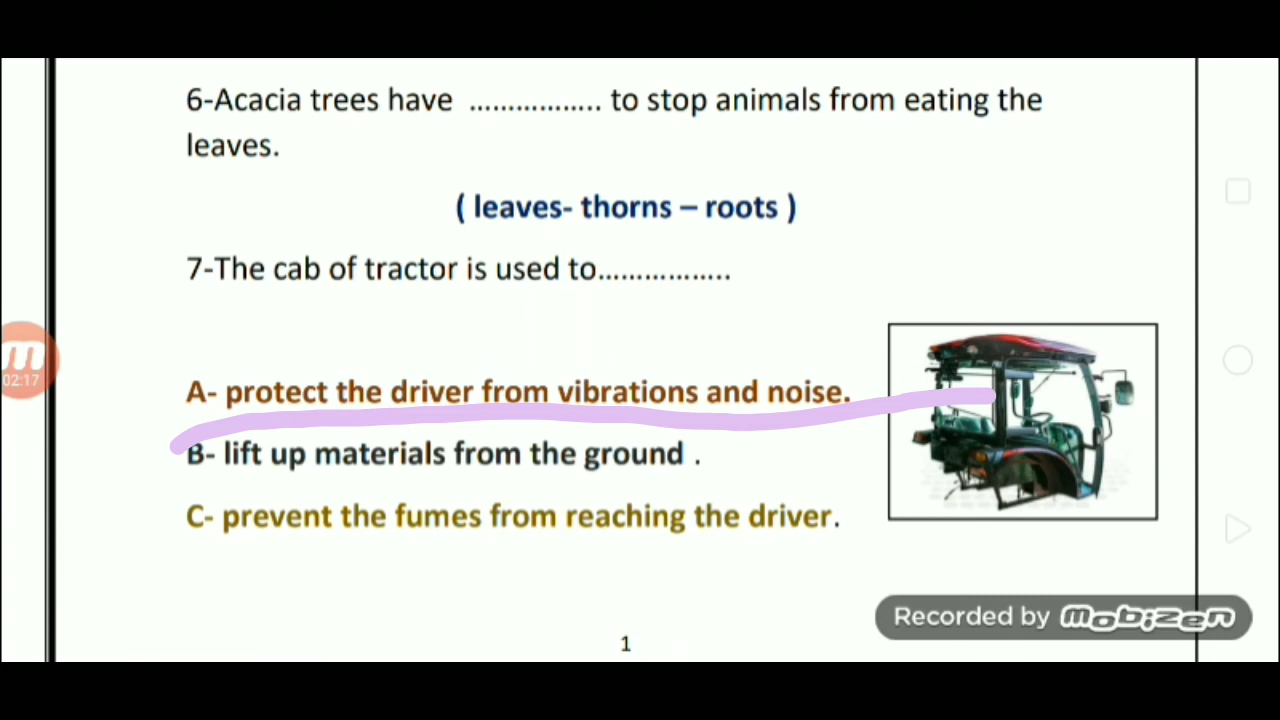 6-Acacia trees have ................. to stop animals from eating the
leaves.
( leaves- thorns – roots )
7-The cab of tractor is used to.................
A- protect the driver from vibrations and noise.
B- lift up materials from the ground .
C- prevent the fumes from reaching the driver.
02:17
Recorded by mobizen
1